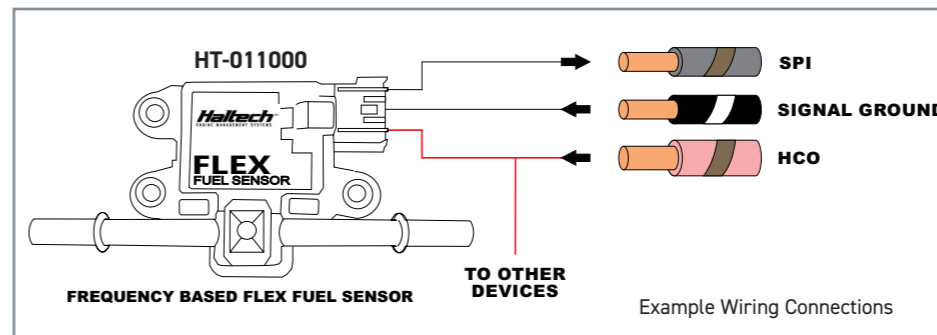 HT-011000
Haltech
ENGINE MANAGEMENT SYSTEMS
FLEX
FUEL SENSOR
SPI
SIGNAL GROUND
HCO
TO OTHER
DEVICES
FREQUENCY BASED FLEX FUEL SENSOR
Example Wiring Connections